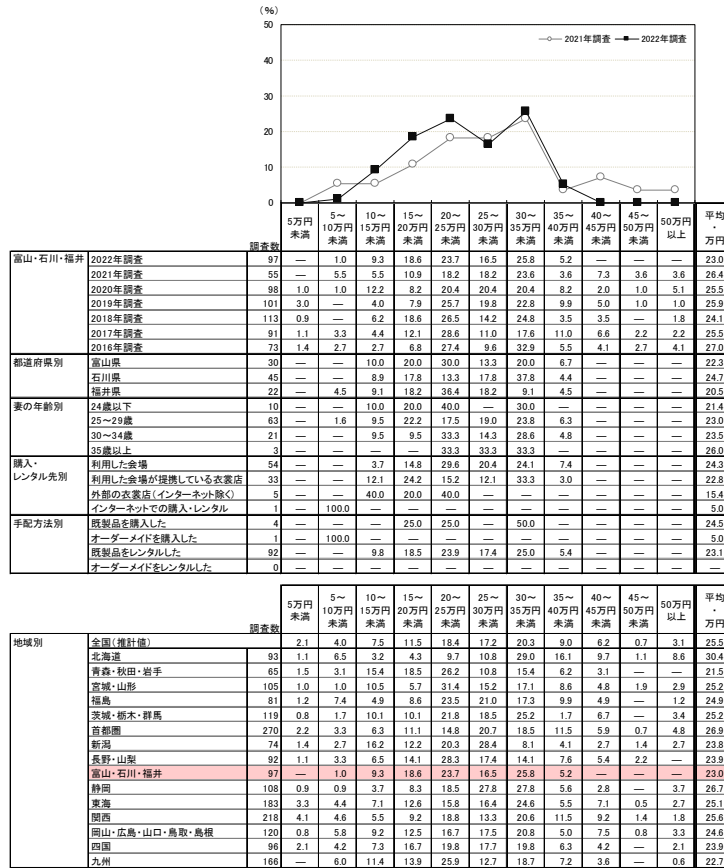 (%)
50
40
30
20
10
0
2021年調査 2022年調査
調査数 5万円未満 5～10万円未満 10～15万円未満 15～20万円未満 20～25万円未満 25～30万円未満 30～35万円未満 35～40万円未満 40～45万円未満 45～50万円未満 50万円以上 平均・万円
富山・石川・福井 2022年調査 97 — 1.0 9.3 18.6 23.7 16.5 25.8 5.2 — — — 23.0
2021年調査 55 — 5.5 5.5 10.9 18.2 18.2 23.6 3.6 7.3 3.6 3.6 26.4
2020年調査 98 1.0 1.0 12.2 8.2 20.4 20.4 20.4 8.2 2.0 1.0 5.1 25.5
2019年調査 101 3.0 — 4.0 7.9 25.7 19.8 22.8 9.9 5.0 1.0 1.0 25.9
2018年調査 113 0.9 — 6.2 18.6 26.5 14.2 24.8 3.5 3.5 — 1.8 24.1
2017年調査 91 1.1 3.3 4.4 12.1 28.6 11.0 17.6 11.0 6.6 2.2 2.2 25.5
2016年調査 73 1.4 2.7 2.7 6.8 27.4 9.6 32.9 5.5 4.1 2.7 4.1 27.0
都道府県別 富山県 30 — — 10.0 20.0 30.0 13.3 20.0 6.7 — — — 22.3
石川県 45 — — 8.9 17.8 13.3 17.8 37.8 4.4 — — — 24.7
福井県 22 — 4.5 9.1 18.2 36.4 18.2 9.1 4.5 — — — 20.5
妻の年齢別 24歳以下 10 — — 10.0 20.0 40.0 — 30.0 — — — — 21.4
25～29歳 63 — 1.6 9.5 22.2 17.5 19.0 23.8 6.3 — — — 23.0
30～34歳 21 — — 9.5 9.5 33.3 14.3 28.6 4.8 — — — 23.5
35歳以上 3 — — — — 33.3 33.3 33.3 — — — — 26.0
購入・レンタル先別 利用した会場 54 — — 3.7 14.8 29.6 20.4 24.1 7.4 — — — 24.3
利用した会場が提携している衣裳店 33 — — 12.1 24.2 15.2 12.1 33.3 3.0 — — — 22.8
外部の衣裳店(インターネット除く) 5 — — 40.0 20.0 40.0 — — — — — — 15.4
インターネットでの購入・レンタル 1 — 100.0 — — — — — — — — — 5.0
手配方法別 既製品を購入した 4 — — — 25.0 25.0 — 50.0 — — — — 24.5
オーダーメイドを購入した 1 — 100.0 — — — — — — — — — 5.0
既製品をレンタルした 92 — — 9.8 18.5 23.9 17.4 25.0 5.4 — — — 23.1
オーダーメイドをレンタルした 0 — — — — — — — — — — — —
調査数 5万円未満 5～10万円未満 10～15万円未満 15～20万円未満 20～25万円未満 25～30万円未満 30～35万円未満 35～40万円未満 40～45万円未満 45～50万円未満 50万円以上 平均・万円
地域別 全国(推計値) 2.1 4.0 7.5 11.5 18.4 17.2 20.3 9.0 6.2 0.7 3.1 25.5
北海道 93 1.1 6.5 3.2 4.3 9.7 10.8 29.0 16.1 9.7 1.1 8.6 30.4
青森・秋田・岩手 65 1.5 3.1 15.4 18.5 26.2 10.8 15.4 6.2 3.1 — — 21.5
宮城・山形 105 1.0 1.0 10.5 5.7 31.4 15.2 17.1 8.6 4.8 1.9 2.9 25.2
福島 81 1.2 7.4 4.9 8.6 23.5 21.0 17.3 9.9 4.9 — 1.2 24.9
茨城・栃木・群馬 119 0.8 1.7 10.1 10.1 21.8 18.5 25.2 1.7 6.7 — 3.4 25.2
首都圏 270 2.2 3.3 6.3 11.1 14.8 20.7 18.5 11.5 5.9 0.7 4.8 26.9
新潟 74 1.4 2.7 16.2 12.2 20.3 28.4 8.1 4.1 2.7 1.4 2.7 23.8
長野・山梨 92 1.1 3.3 6.5 14.1 28.3 17.4 14.1 7.6 5.4 2.2 — 23.9
富山・石川・福井 97 — 1.0 9.3 18.6 23.7 16.5 25.8 5.2 — — — 23.0
静岡 108 0.9 0.9 3.7 8.3 18.5 27.8 27.8 5.6 2.8 — 3.7 26.7
東海 183 3.3 4.4 7.1 12.6 15.8 16.4 24.6 5.5 7.1 0.5 2.7 25.1
関西 218 4.1 4.6 5.5 9.2 18.8 13.3 20.6 11.5 9.2 1.4 1.8 25.6
岡山・広島・山口・鳥取・島根 120 0.8 5.8 9.2 12.5 16.7 17.5 20.8 5.0 7.5 0.8 3.3 24.6
四国 96 2.1 4.2 7.3 16.7 19.8 17.7 19.8 6.3 4.2 — 2.1 23.9
九州 166 — 6.0 11.4 13.9 25.9 12.7 18.7 7.2 3.6 — 0.6 22.7